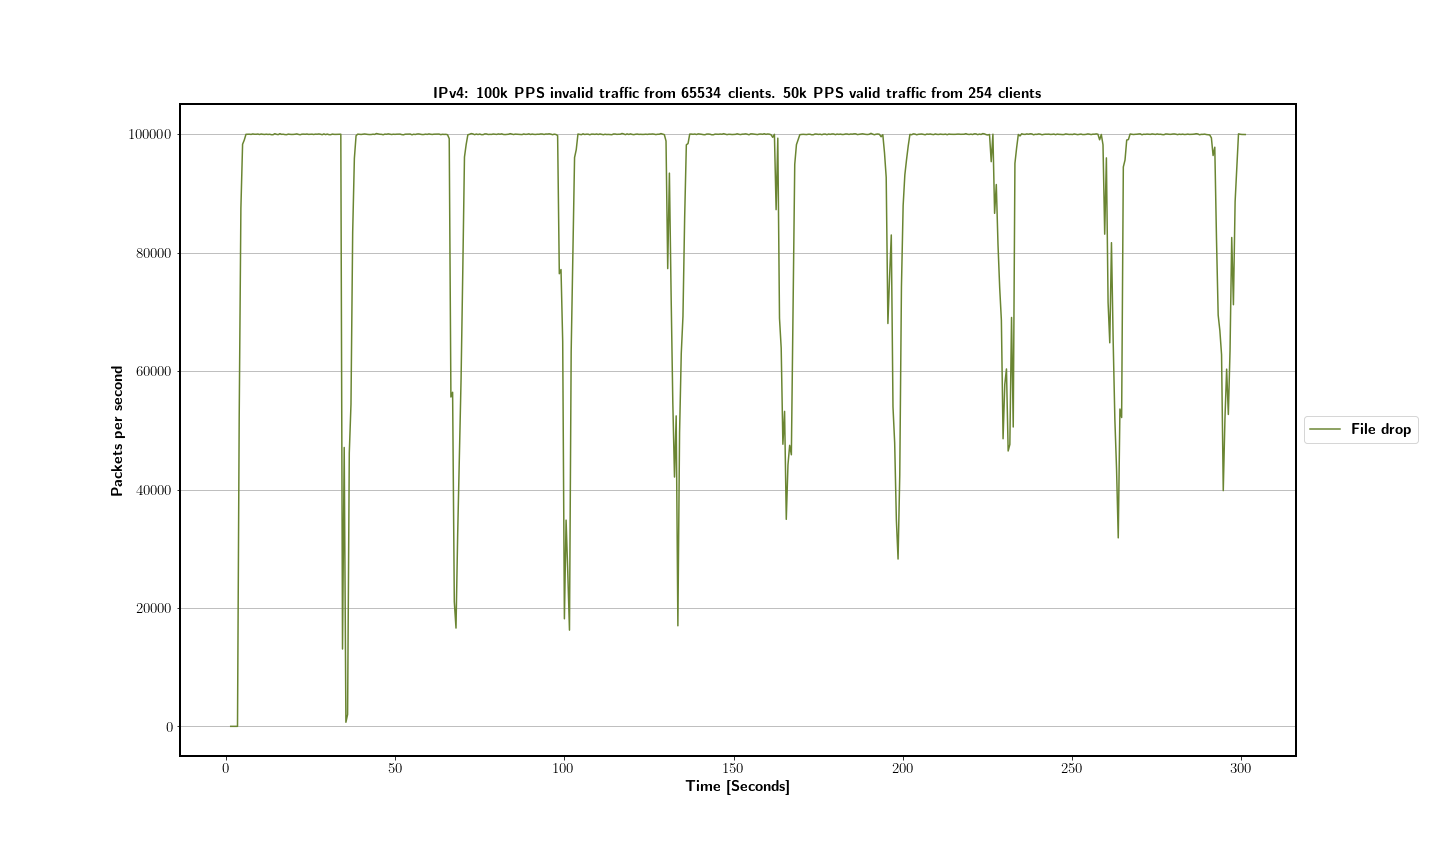 IPv4: 100k PPS invalid traffic from 65534 clients. 50k PPS valid traffic from 254 clients
100000
80000
60000
40000
20000
0
Packets per second
0 50 100 150 200 250 300
Time [Seconds]
File drop